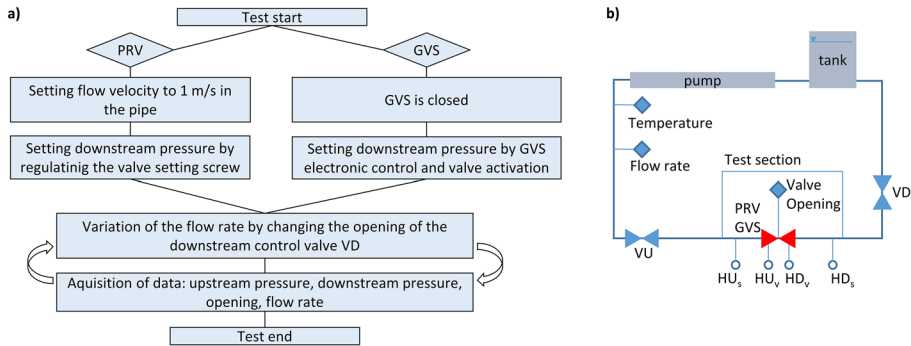 a)
Test start
PRV
GVS
Setting flow velocity to 1 m/s in
the pipe
GVS is closed
Setting downstream pressure by
regulatinig the valve setting screw
Setting downstream pressure by GVS
electronic control and valve activation
Variation of the flow rate by changing the opening of the
downstream control valve VD
Aquisition of data: upstream pressure, downstream pressure,
opening, flow rate
Test end
b)
tank
pump
Temperature
Flow rate
Test section
Valve
Opening
PRV
GVS
VD
VU
HUs
HUv
HDv
HDs